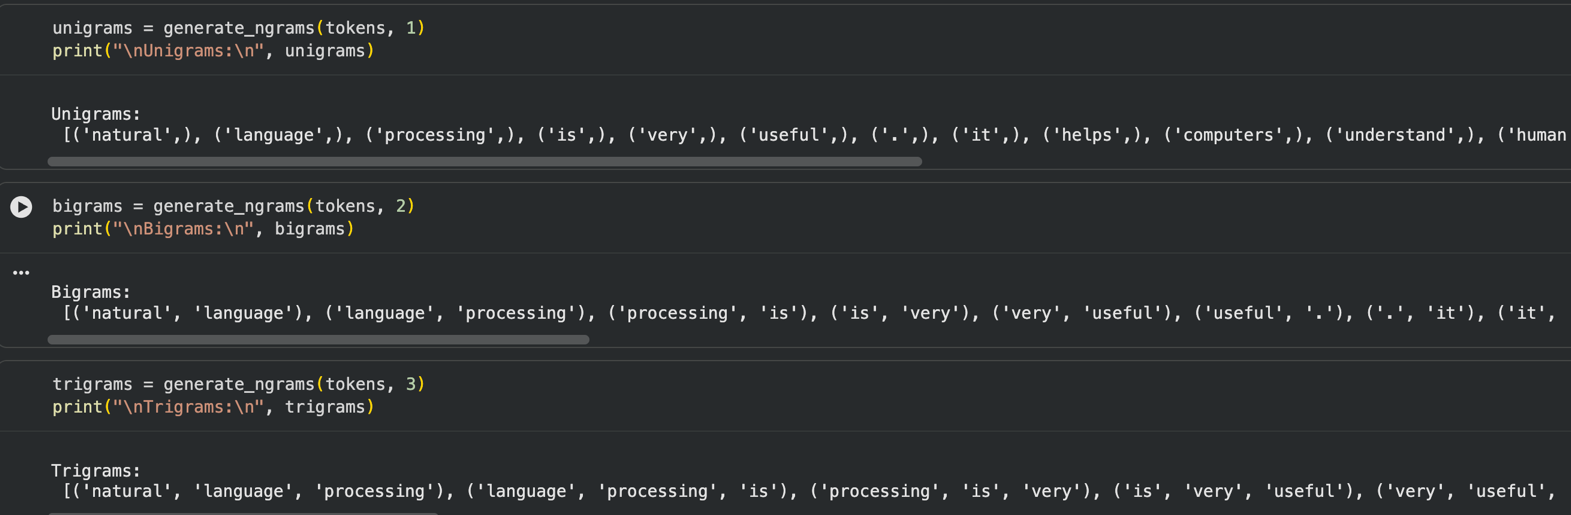 unigrams = generate_ngrams(tokens, 1)
print("\nUnigrams:\n", unigrams)
Unigrams:
[('natural',), ('language',), ('processing',), ('is',), ('very',), ('useful',), ('.',), ('it',), ('helps',), ('computers',), ('understand',), ('human
bigrams = generate_ngrams(tokens, 2)
print("\nBigrams:\n", bigrams)
Bigrams:
[('natural', 'language'), ('language', 'processing'), ('processing', 'is'), ('is', 'very'), ('very', 'useful'), ('useful', '.'), ('.', 'it'), ('it',
trigrams = generate_ngrams(tokens, 3)
print("\nTrigrams:\n", trigrams)
Trigrams:
[('natural', 'language', 'processing'), ('language', 'processing', 'is'), ('processing', 'is', 'very'), ('is', 'very', 'useful'), ('very', 'useful',